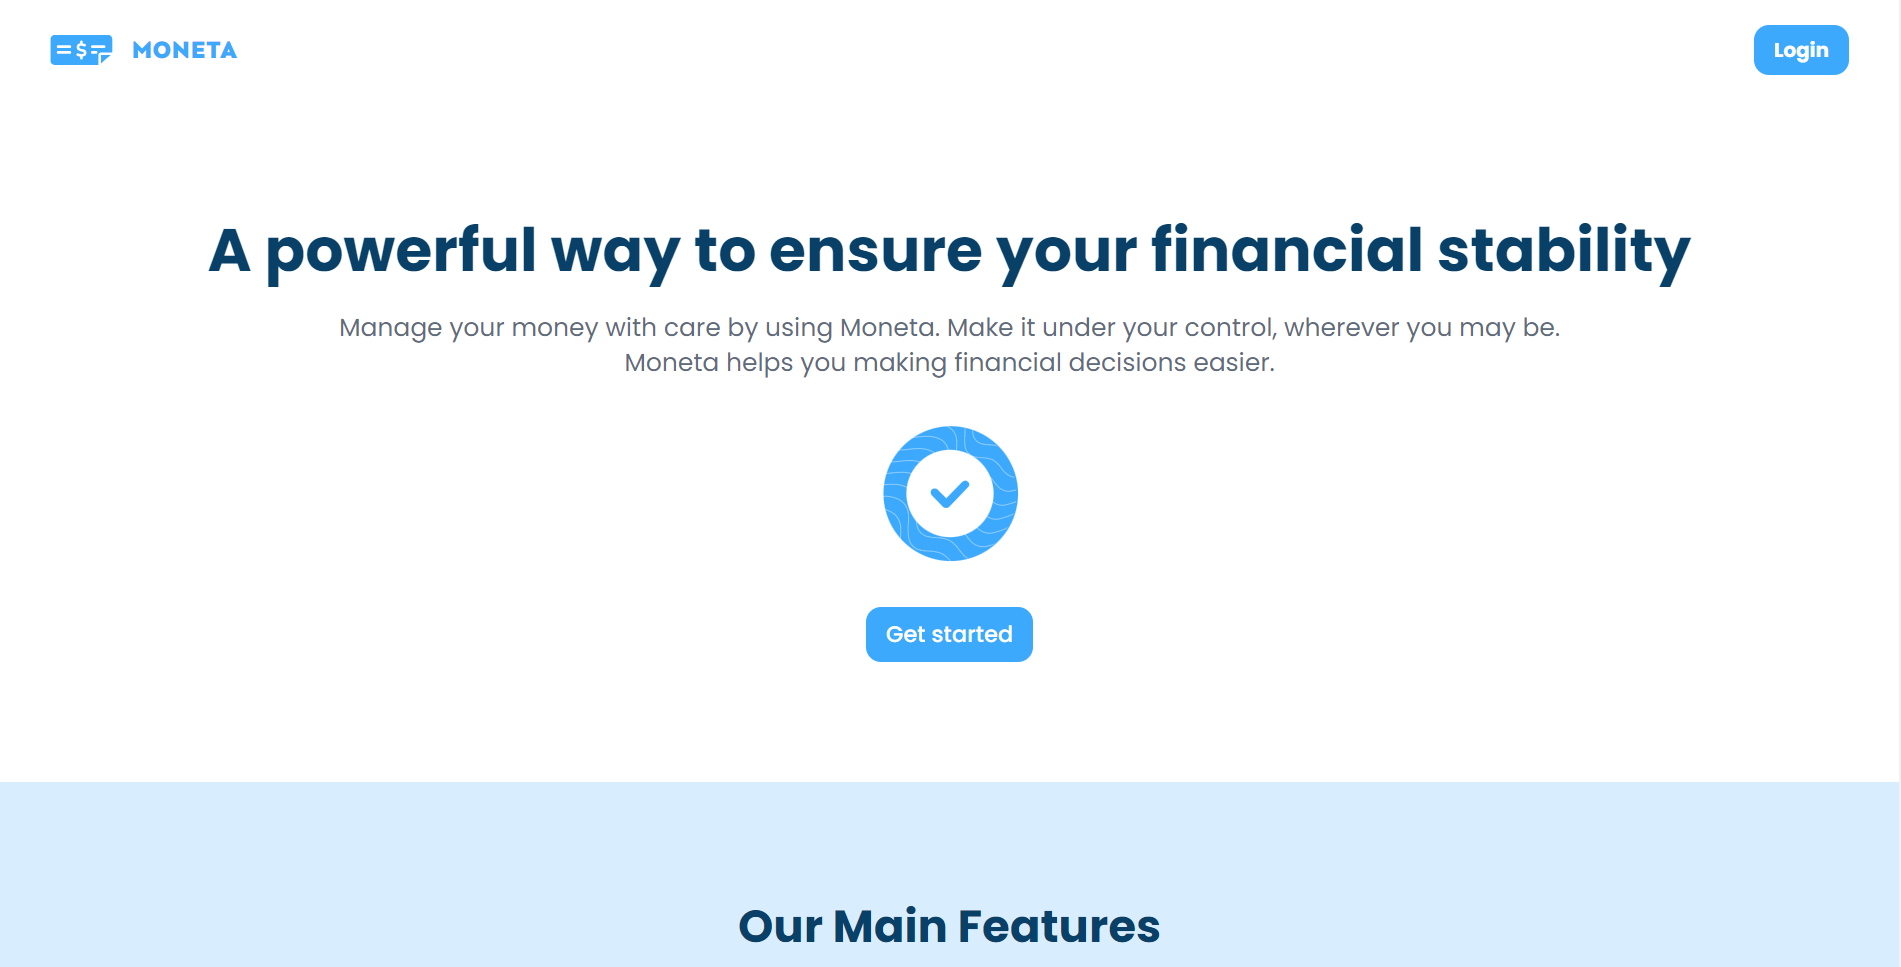 MONETA
Login
A powerful way to ensure your financial stability
Manage your money with care by using Moneta. Make it under your control, wherever you may be.
Moneta helps you making financial decisions easier.
Get started
Our Main Features